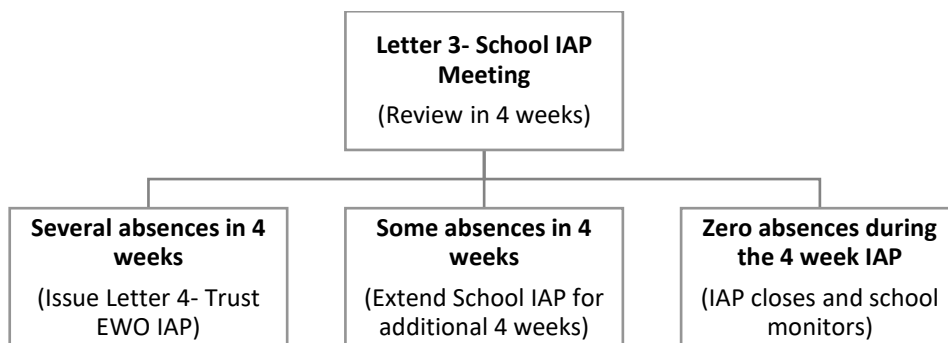 Letter 3- School IAP
Meeting
(Review in 4 weeks)
Several absences in 4
weeks
(Issue Letter 4- Trust
EWO IAP)
Some absences in 4
weeks
(Extend School IAP for
additional 4 weeks)
Zero absences during
the 4 week IAP
(IAP closes and school
monitors)